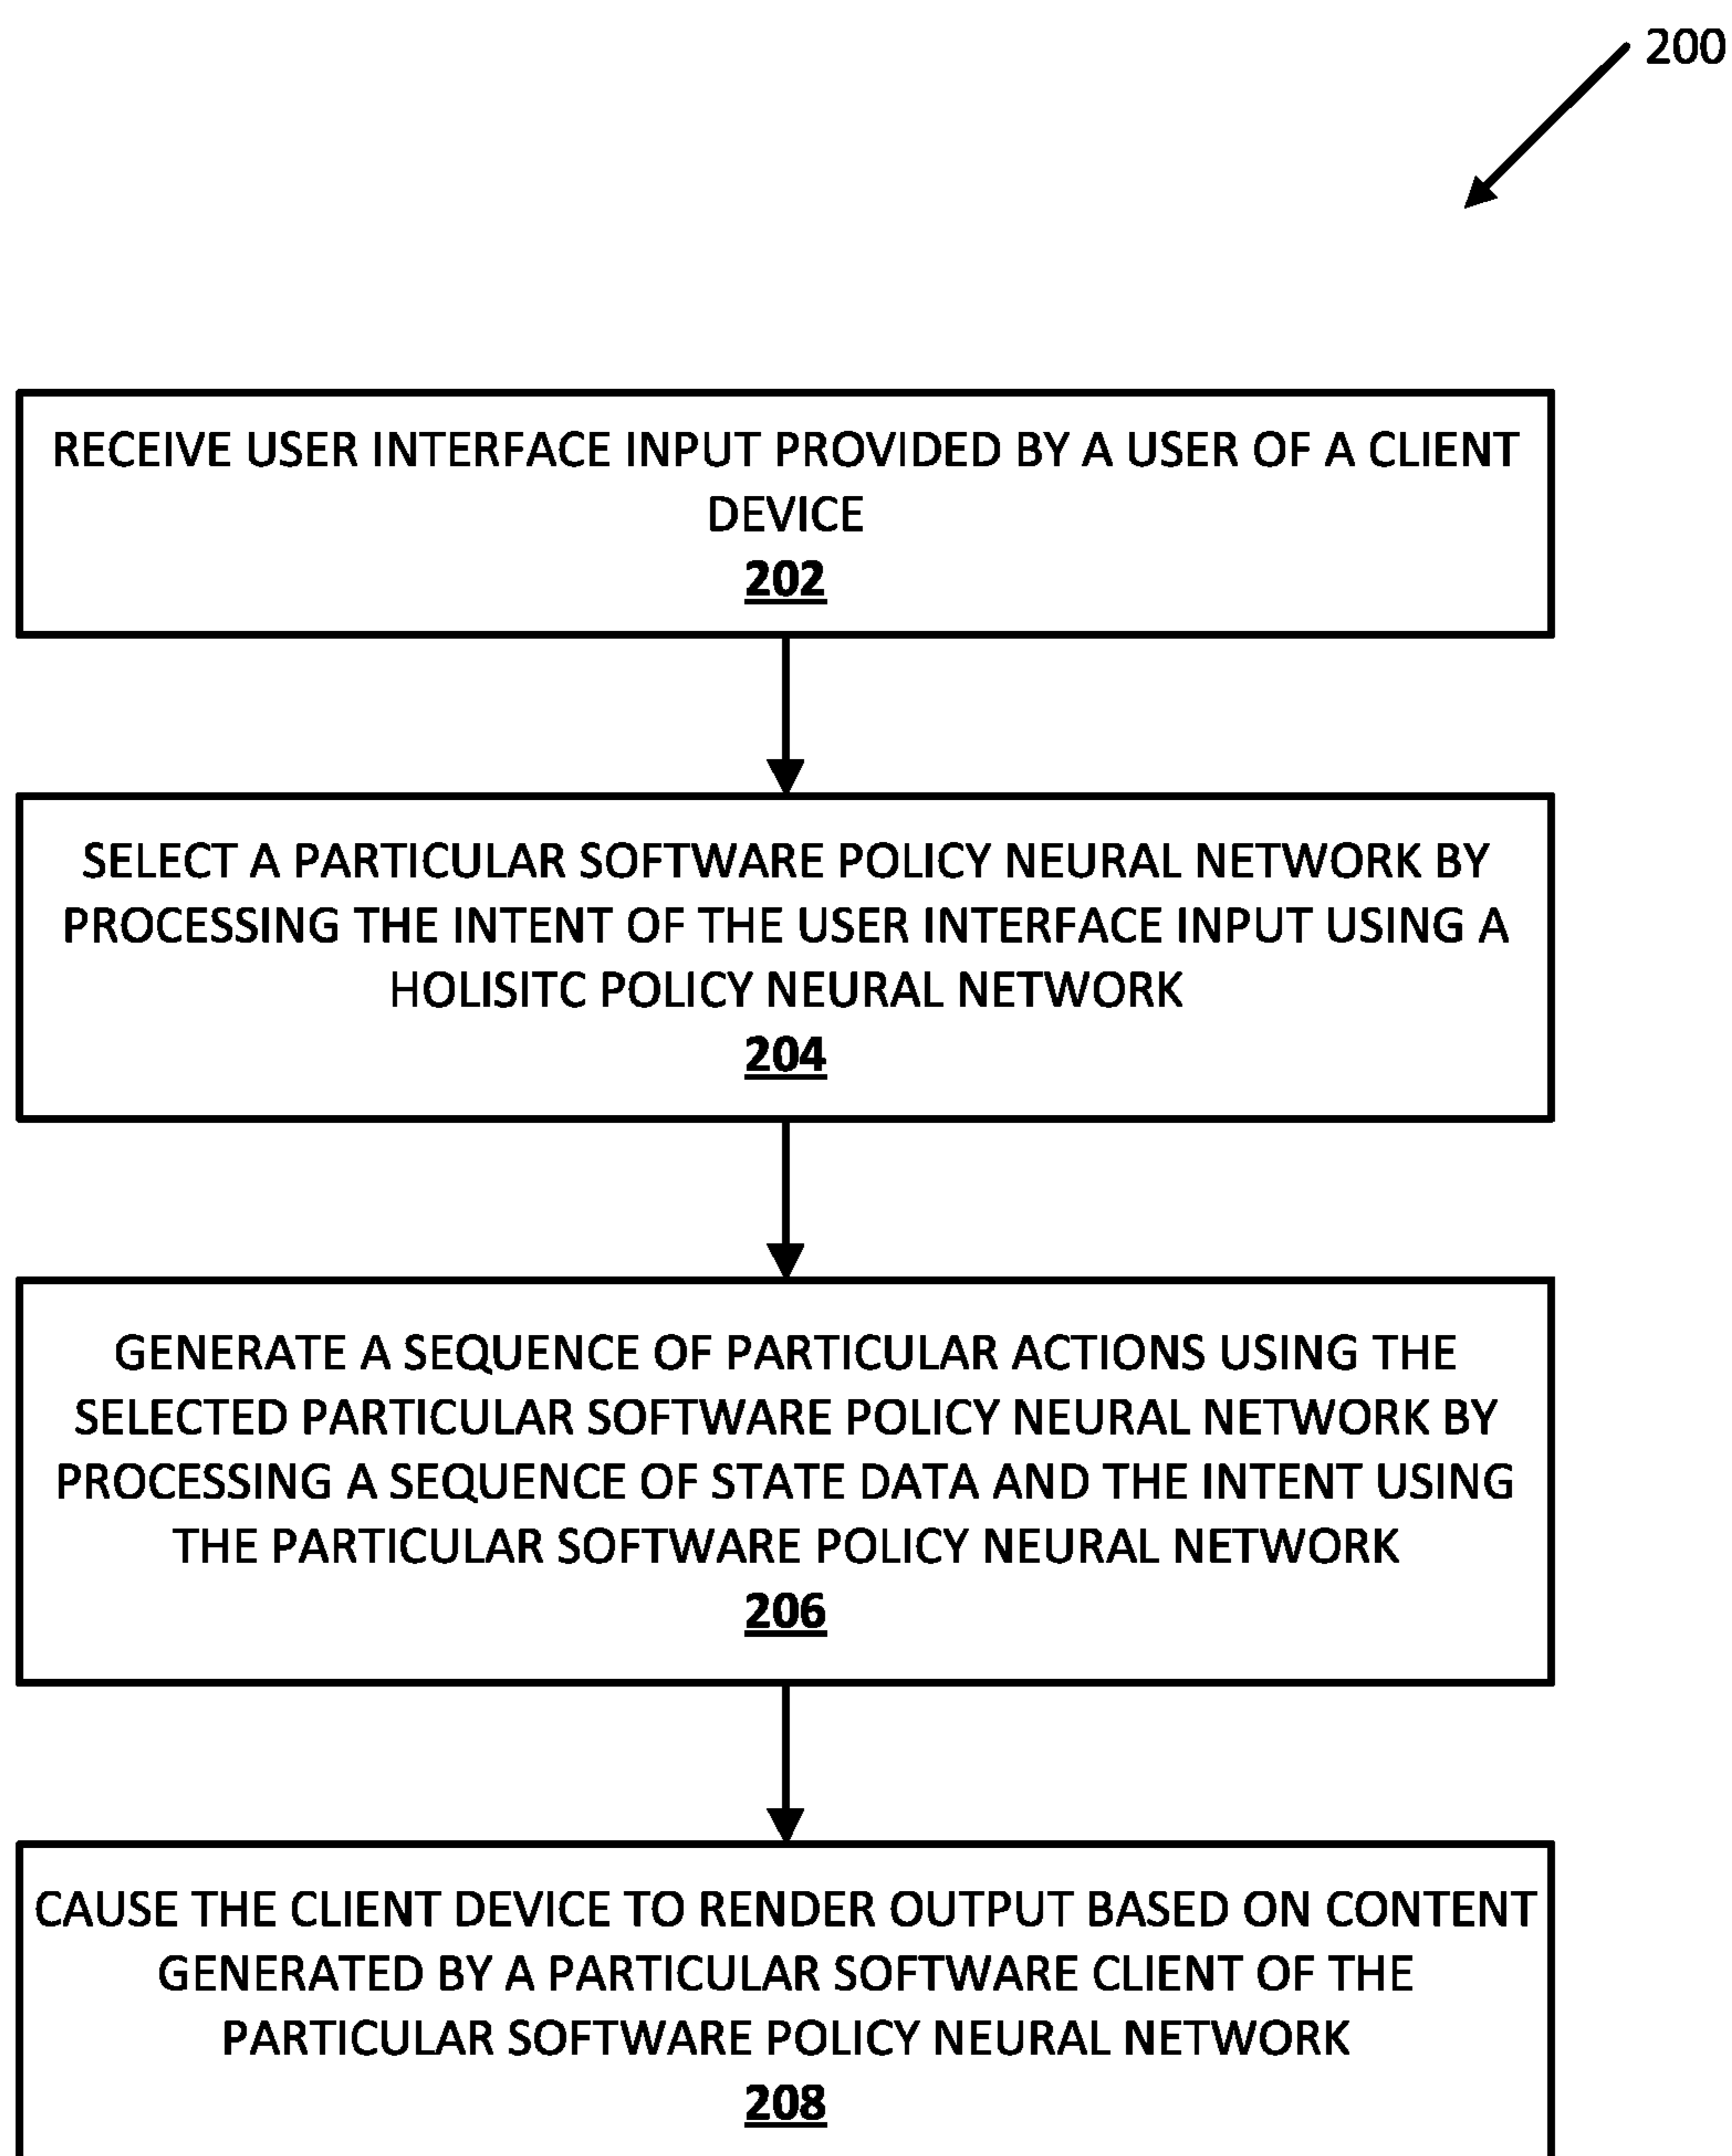 200
RECEIVE USER INTERFACE INPUT PROVIDED BY A USER OF A CLIENT
DEVICE
202
SELECT A PARTICULAR SOFTWARE POLICY NEURAL NETWORK BY
PROCESSING THE INTENT OF THE USER INTERFACE INPUT USING A
HOLISITC POLICY NEURAL NETWORK
204
GENERATE A SEQUENCE OF PARTICULAR ACTIONS USING THE
SELECTED PARTICULAR SOFTWARE POLICY NEURAL NETWORK BY
PROCESSING A SEQUENCE OF STATE DATA AND THE INTENT USING
THE PARTICULAR SOFTWARE POLICY NEURAL NETWORK
206
CAUSE THE CLIENT DEVICE TO RENDER OUTPUT BASED ON CONTENT
GENERATED BY A PARTICULAR SOFTWARE CLIENT OF THE
PARTICULAR SOFTWARE POLICY NEURAL NETWORK
208